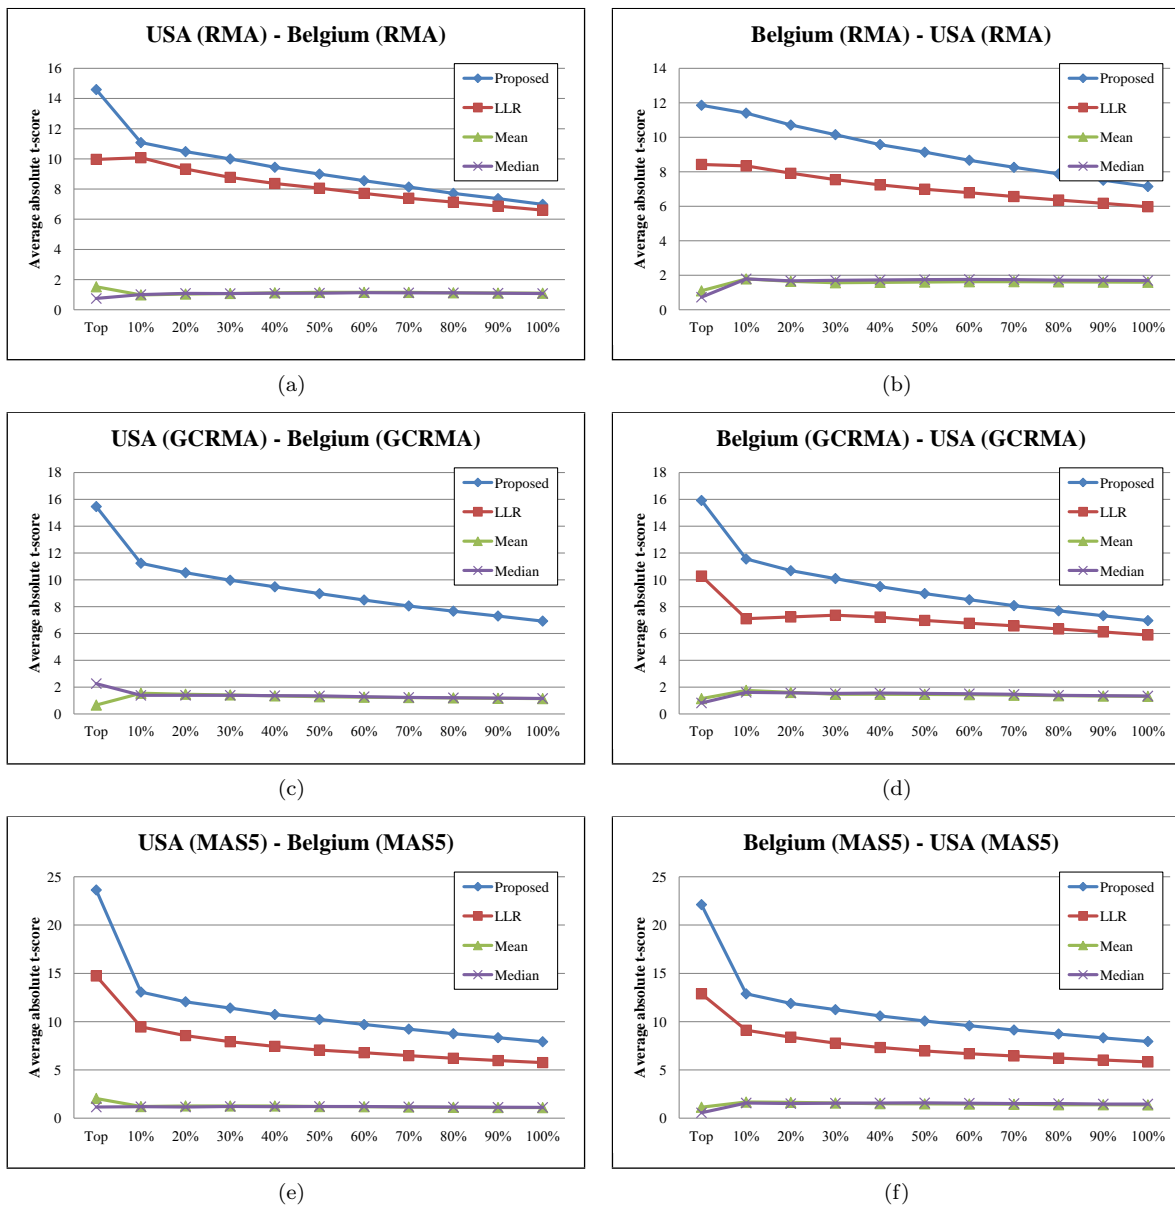 USA (RMA) - Belgium (RMA)
Average absolute t-score
16
14
12
10
8
6
4
2
0
Top 10% 20% 30% 40% 50% 60% 70% 80% 90% 100%
Proposed
LLR
Mean
Median
(a)
Belgium (RMA) - USA (RMA)
Average absolute t-score
14
12
10
8
6
4
2
0
Top 10% 20% 30% 40% 50% 60% 70% 80% 90% 100%
Proposed
LLR
Mean
Median
(b)
USA (GCRMA) - Belgium (GCRMA)
Average absolute t-score
18
16
14
12
10
8
6
4
2
0
Top 10% 20% 30% 40% 50% 60% 70% 80% 90% 100%
Proposed
LLR
Mean
Median
(c)
Belgium (GCRMA) - USA (GCRMA)
Average absolute t-score
18
16
14
12
10
8
6
4
2
0
Top 10% 20% 30% 40% 50% 60% 70% 80% 90% 100%
Proposed
LLR
Mean
Median
(d)
USA (MAS5) - Belgium (MAS5)
Average absolute t-score
25
20
15
10
5
0
Top 10% 20% 30% 40% 50% 60% 70% 80% 90% 100%
Proposed
LLR
Mean
Median
(e)
Belgium (MAS5) - USA (MAS5)
Average absolute t-score
25
20
15
10
5
0
Top 10% 20% 30% 40% 50% 60% 70% 80% 90% 100%
Proposed
LLR
Mean
Median
(f)